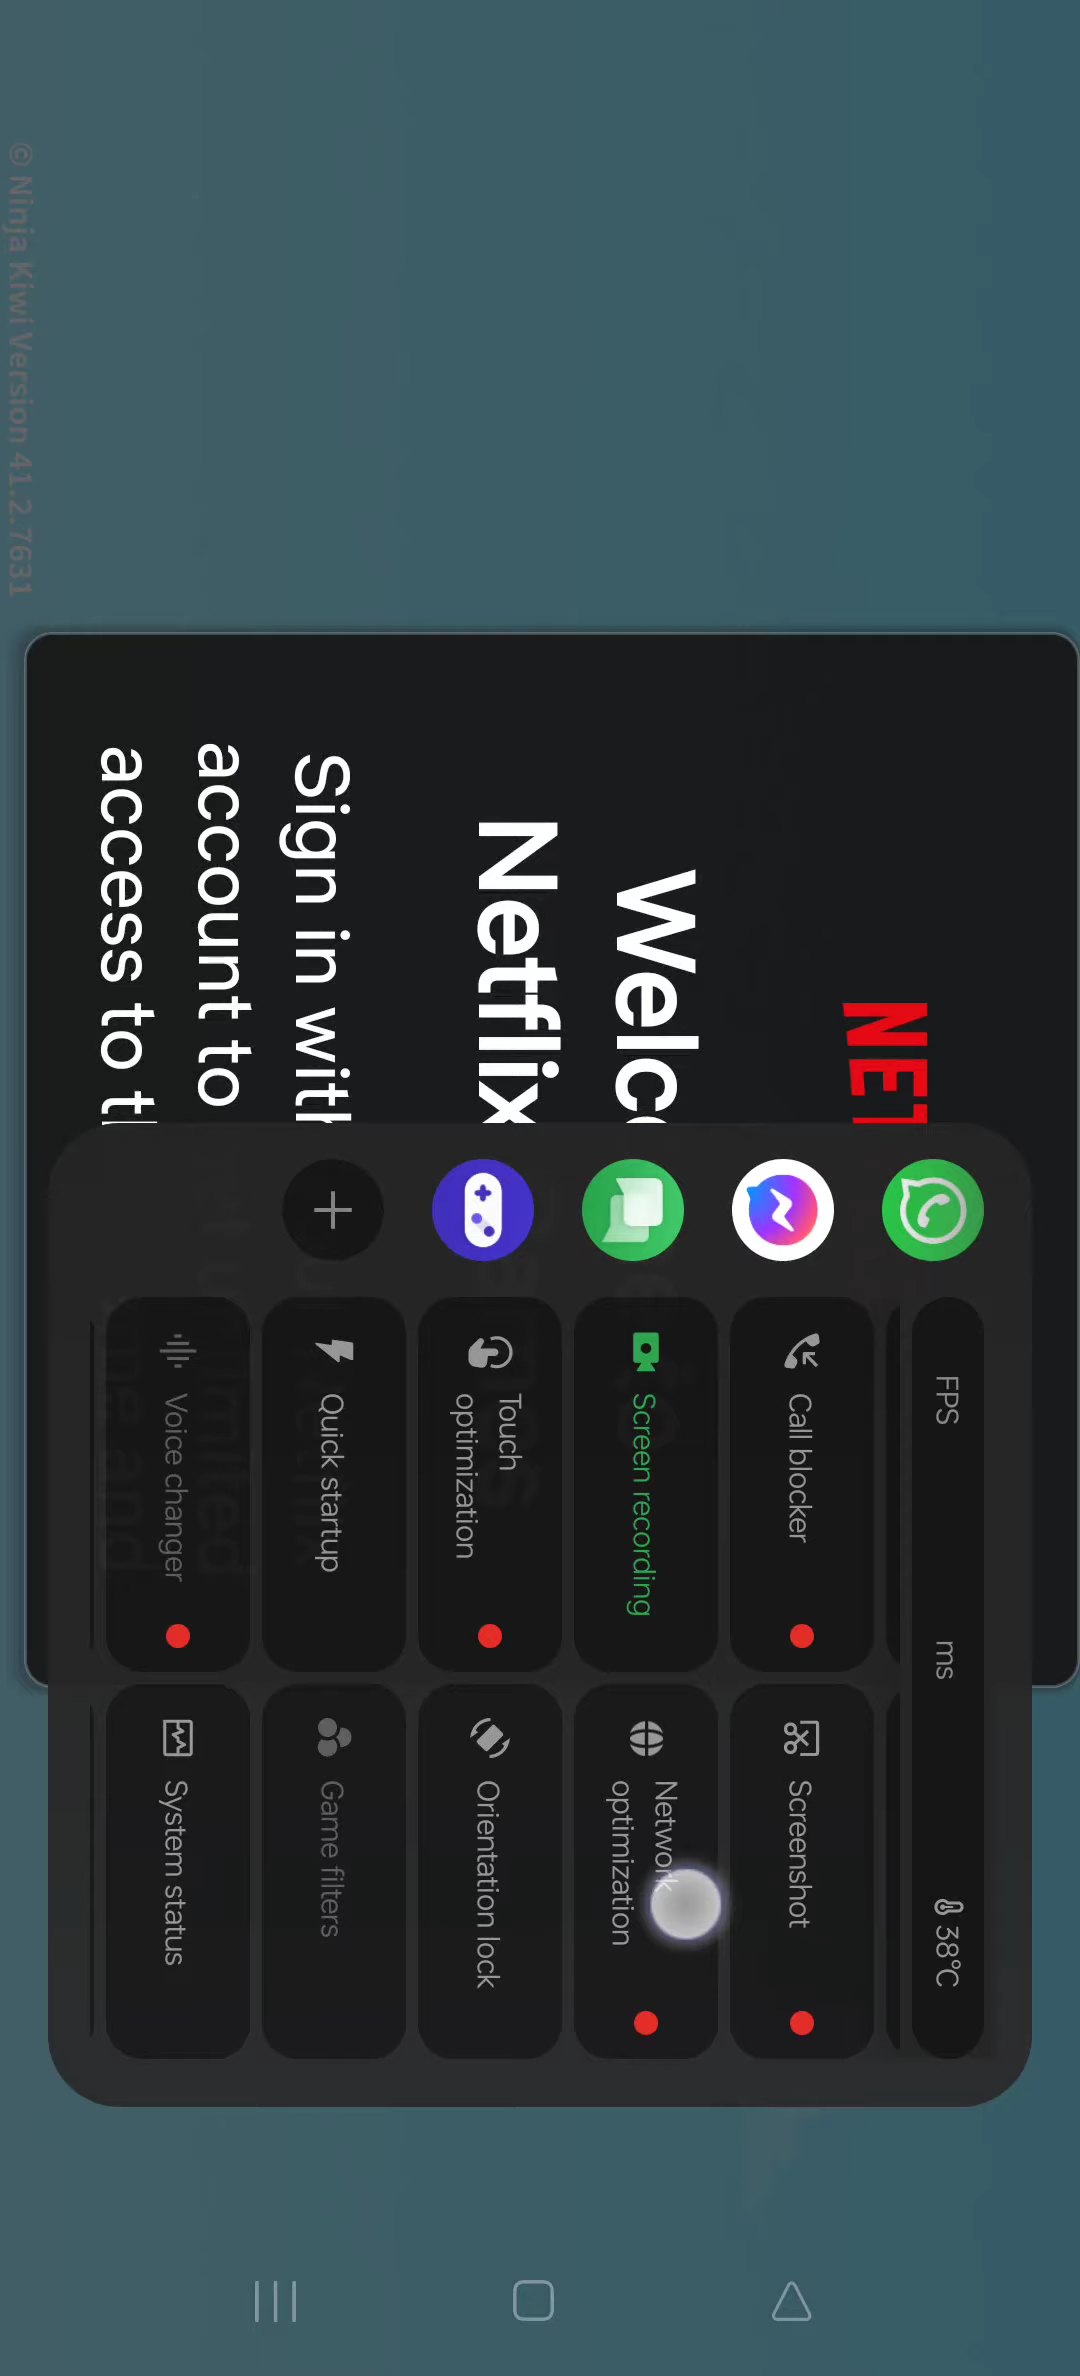 NET
Welco
Netflix
Sign in with
account to
access to t
FPS
ms
38°C
Call blocker
Screenshot
Screen recording
Network
optimization
Touch
optimization
Orientation lock
Quick startup
Game filters
Voice changer
System status
© Ninja Kiwi Version 41.2.7631